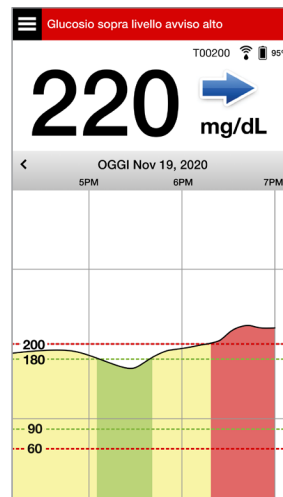 Glucosio sopra livello avviso alto
T00200 95%
220
mg/dL
OGGI Nov 19, 2020
5PM 6PM 7PM
200
180
90
60